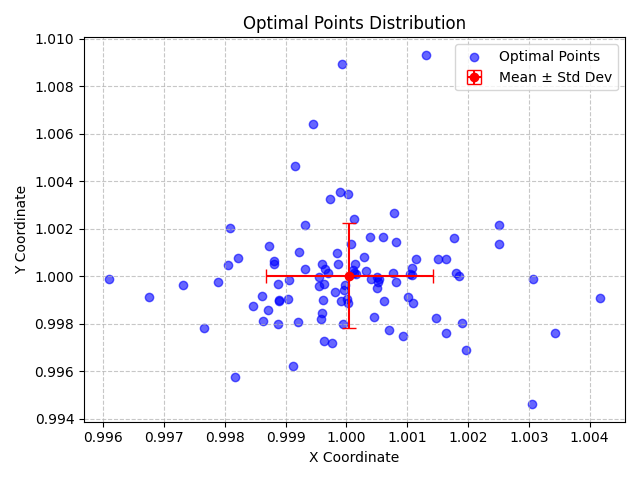 Optimal Points Distribution
Optimal Points
Mean ± Std Dev
Y Coordinate
1.010
1.008
1.006
1.004
1.002
1.000
0.998
0.996
0.994
0.996 0.997 0.998 0.999 1.000 1.001 1.002 1.003 1.004
X Coordinate